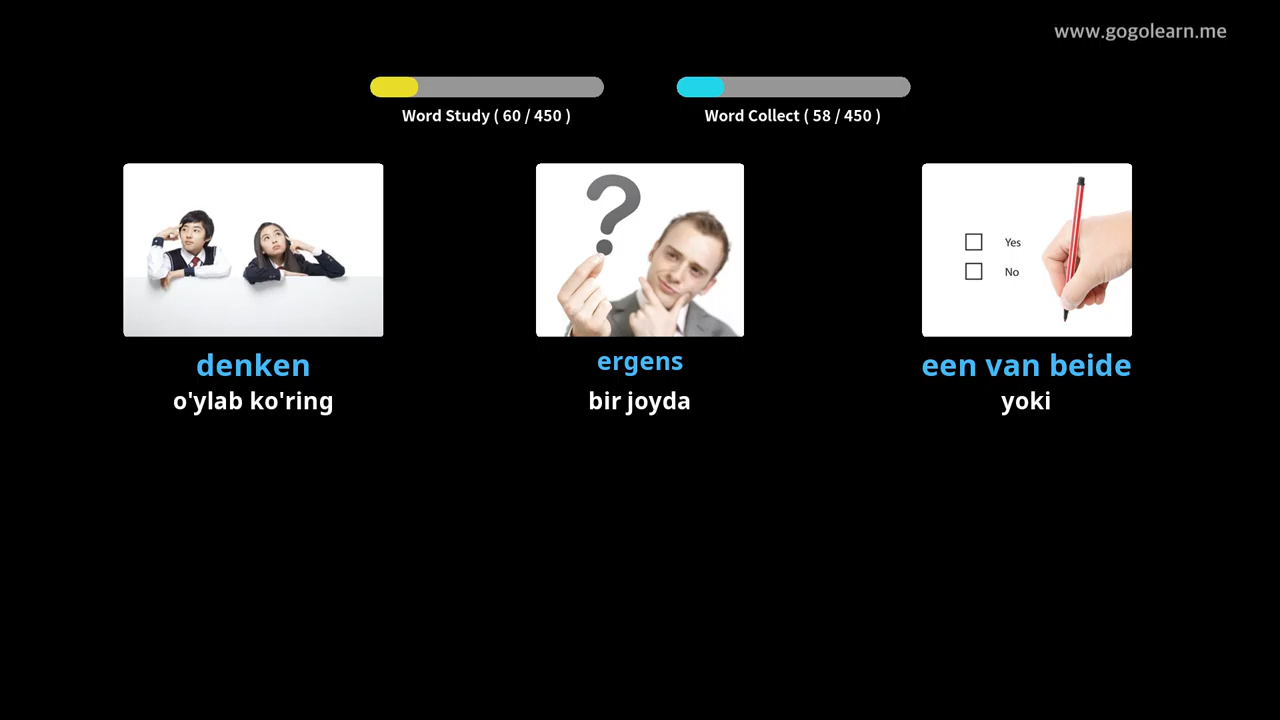 www.gogolearn.me
Word Study ( 60 / 450 )
Word Collect ( 58 / 450 )
Yes
No
denken
o'ylab ko'ring
ergens
bir joyda
een van beide
yoki